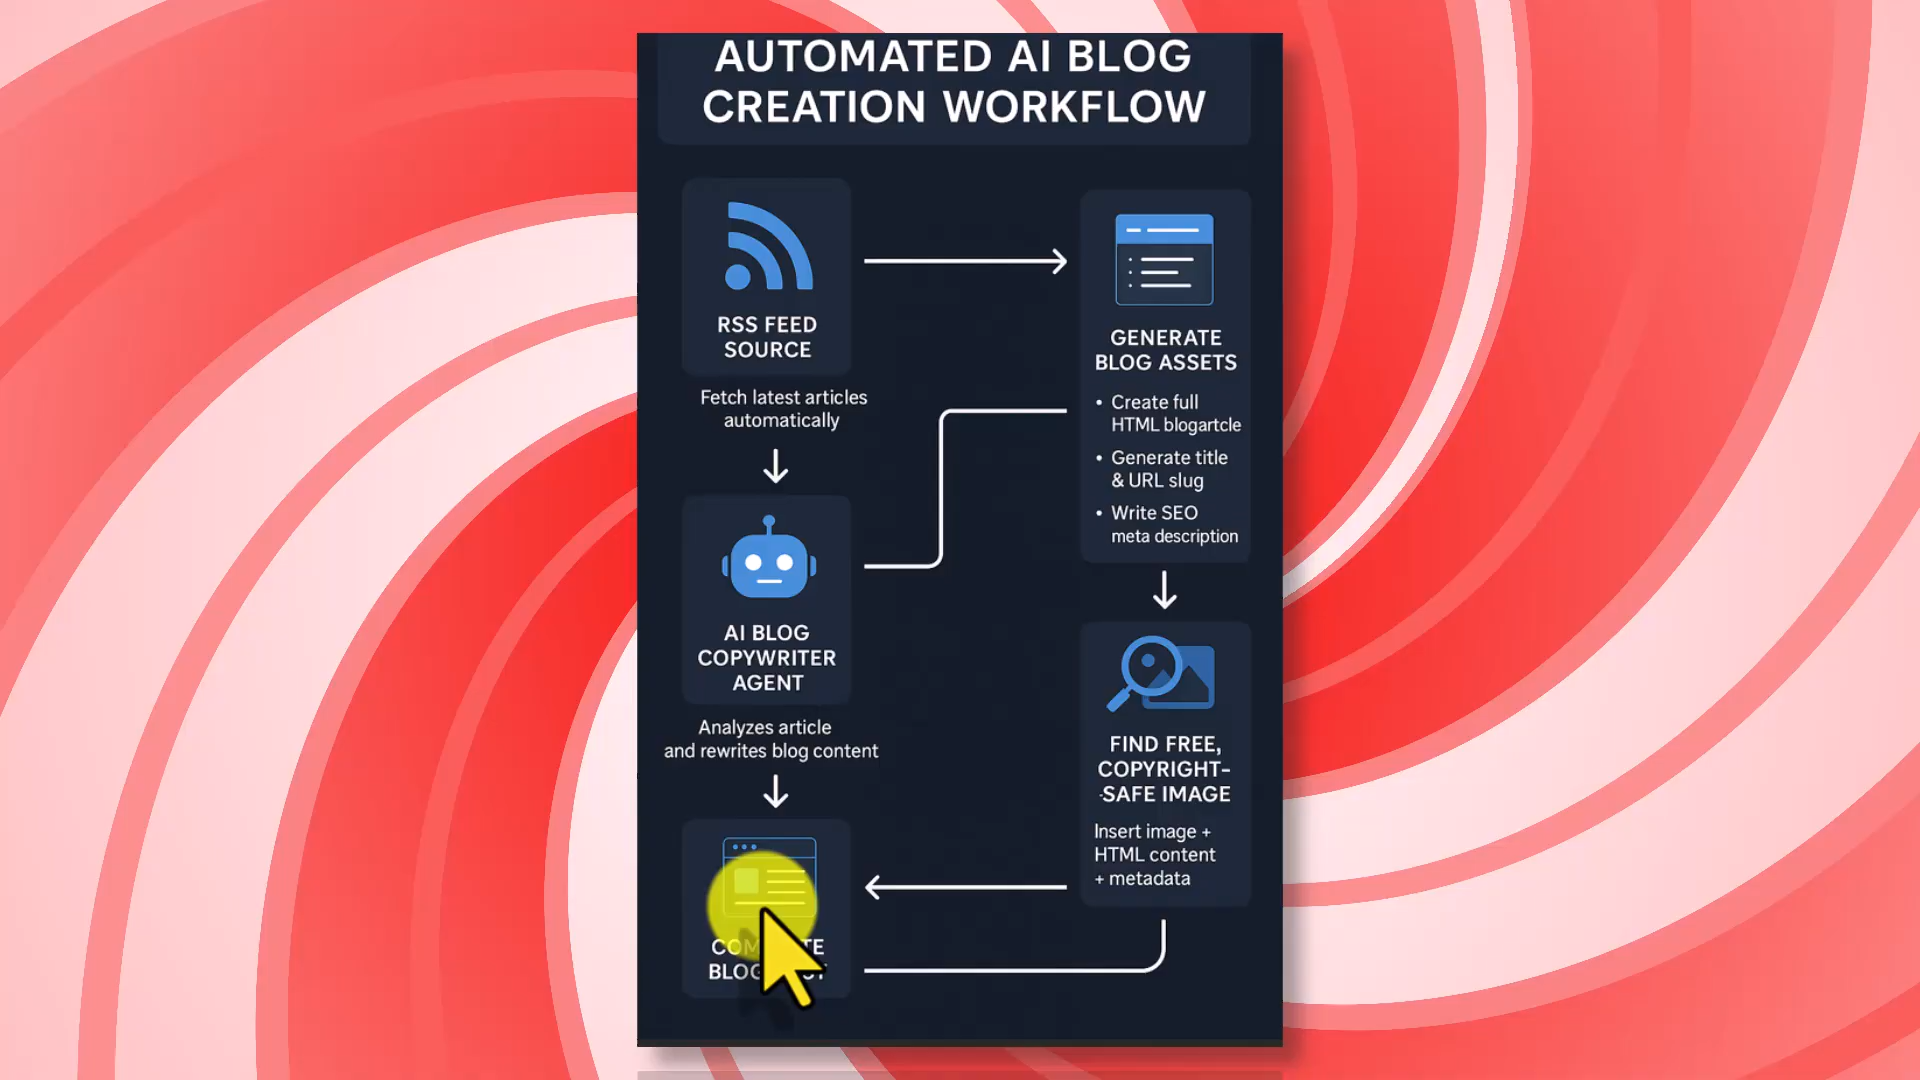 AUTOMATED AI BLOG
CREATION WORKFLOW
RSS FEED
SOURCE
Fetch latest articles
automatically
AI BLOG
COPYWRITER
AGENT
Analyzes article
and rewrites blog content
GENERATE
BLOG ASSETS
• Create full
HTML blogartcle
• Generate title
& URL slug
• Write SEO
meta description
FIND FREE,
COPYRIGHT-
-SAFE IMAGE
Insert image +
HTML content
+ metadata